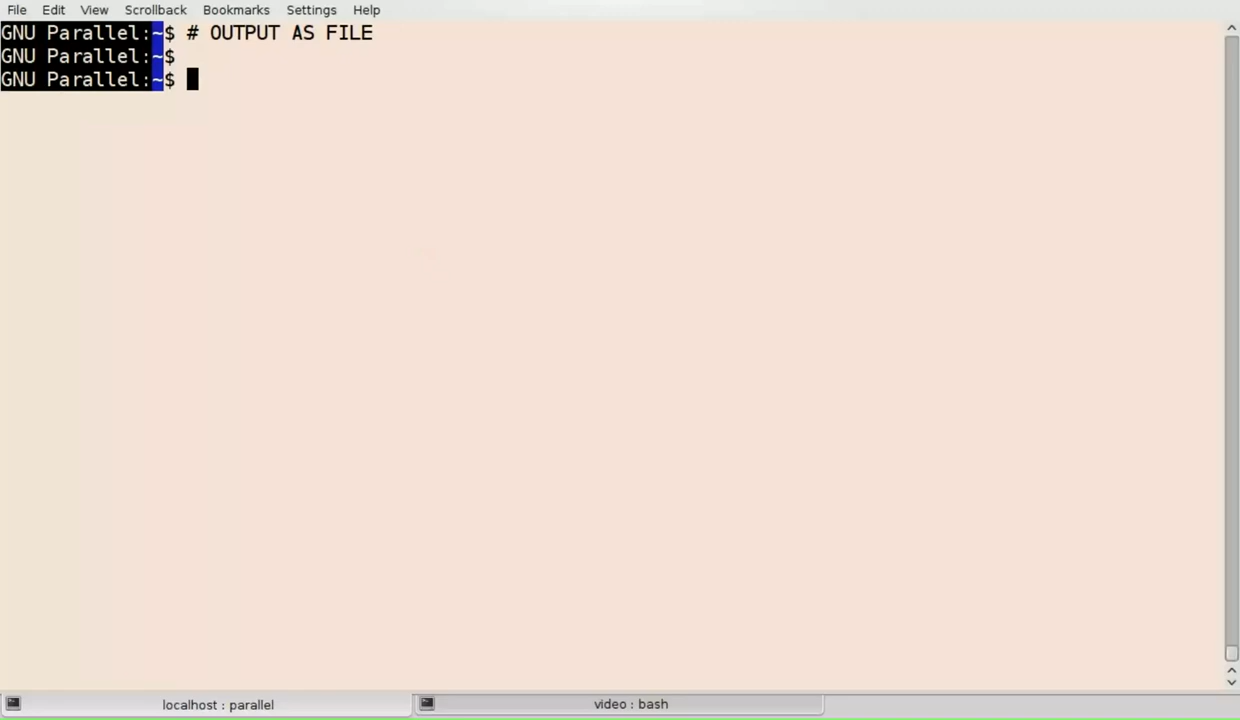 File Edit View Scrollback Bookmarks Settings Help
GNU Parallel:~$ # OUTPUT AS FILE
GNU Parallel:~$
GNU Parallel:~$
localhost : parallel
video : bash